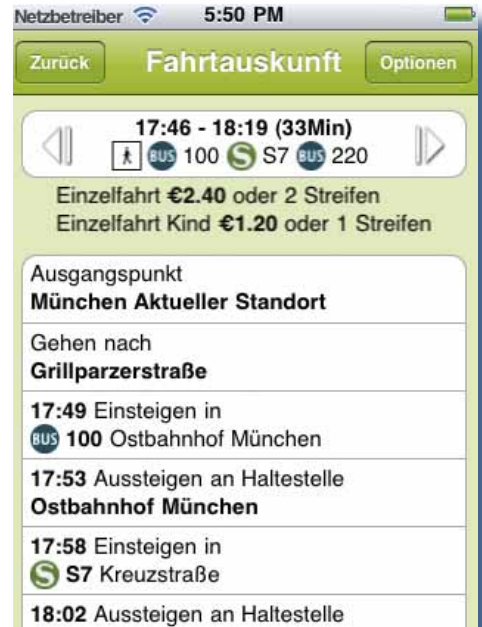 Netzbetreiber 5:50 PM
Zurück Fahrtauskunft Optionen
17:46 - 18:19 (33Min)
BUS 100 S S7 BUS 220
Einzelfahrt €2.40 oder 2 Streifen
Einzelfahrt Kind €1.20 oder 1 Streifen
Ausgangspunkt
München Aktueller Standort
Gehen nach
Grillparzerstraße
17:49 Einsteigen in
BUS 100 Ostbahnhof München
17:53 Aussteigen an Haltestelle
Ostbahnhof München
17:58 Einsteigen in
S S7 Kreuzstraße
18:02 Aussteigen an Haltestelle